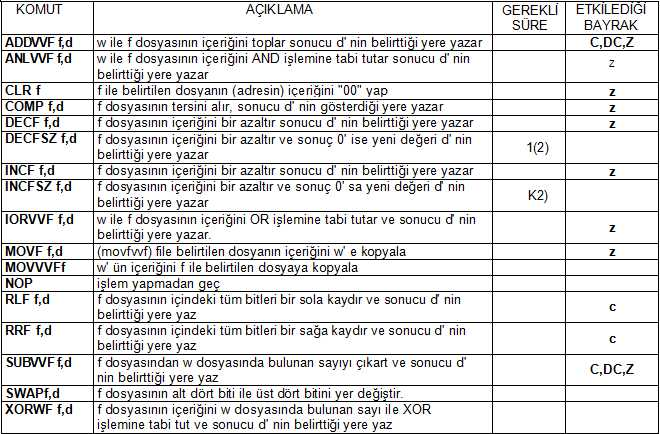 KOMUT AÇIKLAMA GEREKLİ SÜRE ETKİLEDİĞİ BAYRAK
ADDVVF f,d w ile f dosyasının içeriğini toplar sonucu d' nin belirttiği yere yazar C,DC,Z
ANLVVF f,d w ile f dosyasının içeriğini AND işlemine tabi tutar sonucu d' nin
belirttiği yere yazar z
CLR f f ile belirtilen dosyanın (adresin) içeriğini "00" yap z
COMP f,d f dosyasının tersini alır, sonucu d' nin gösterdiği yere yazar z
DECF f,d f dosyasının içeriğini bir azaltır sonucu d' nin belirttiği yere yazar z
DECFSZ f,d f dosyasının içeriğini bir azaltır ve sonuç 0' ise yeni değeri d' nin
belirttiği yere yazar 1(2)
INCF f,d f dosyasının içeriğini bir azaltır sonucu d' nin belirttiği yere yazar z
INCFSZ f,d f dosyasının içeriğini bir azaltır ve sonuç 0' sa yeni değeri d' nin
belirttiği yere yazar K2)
IORVVF f,d w ile f dosyasının içeriğini OR işlemine tabi tutar ve sonucu d' nin
belirttiği yere yazar. z
MOVF f,d (movfvvf) file belirtilen dosyanın içeriğini w' e kopyala z
MOVVVFf w' ün içeriğini f ile belirtilen dosyaya kopyala
NOP işlem yapmadan geç
RLF f,d f dosyasının içindeki tüm bitleri bir sola kaydır ve sonucu d' nin
belirttiği yere yaz c
RRF f,d f dosyasının içindeki tüm bitleri bir sağa kaydır ve sonucu d' nin
belirttiği yere yaz c
SUBVVF f,d f dosyasından w dosyasında bulunan sayıyı çıkart ve sonucu d'
nin belirttiği yere yaz C,DC,Z
SWAPf,d f dosyasının alt dört biti ile üst dört bitini yer değiştir.
XORWF f,d f dosyasının içeriğini w dosyasında bulunan sayı ile XOR
işlemine tabi tut ve sonucu d' nin belirttiği yere yaz